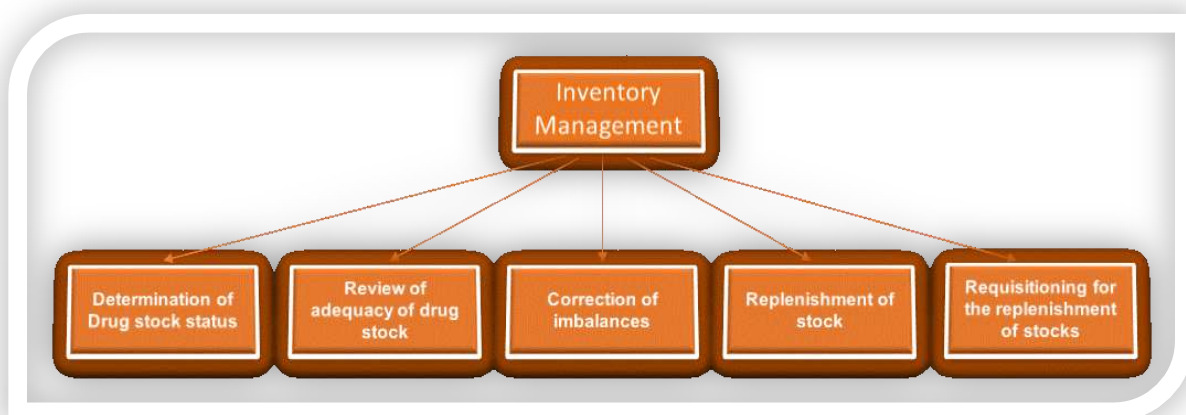 Inventory
Management
Determination of
Drug stock status
Review of
adequacy of drug
stock
Correction of
imbalances
Replenishment of
stock
Requisitioning for
the replenishment
of stocks